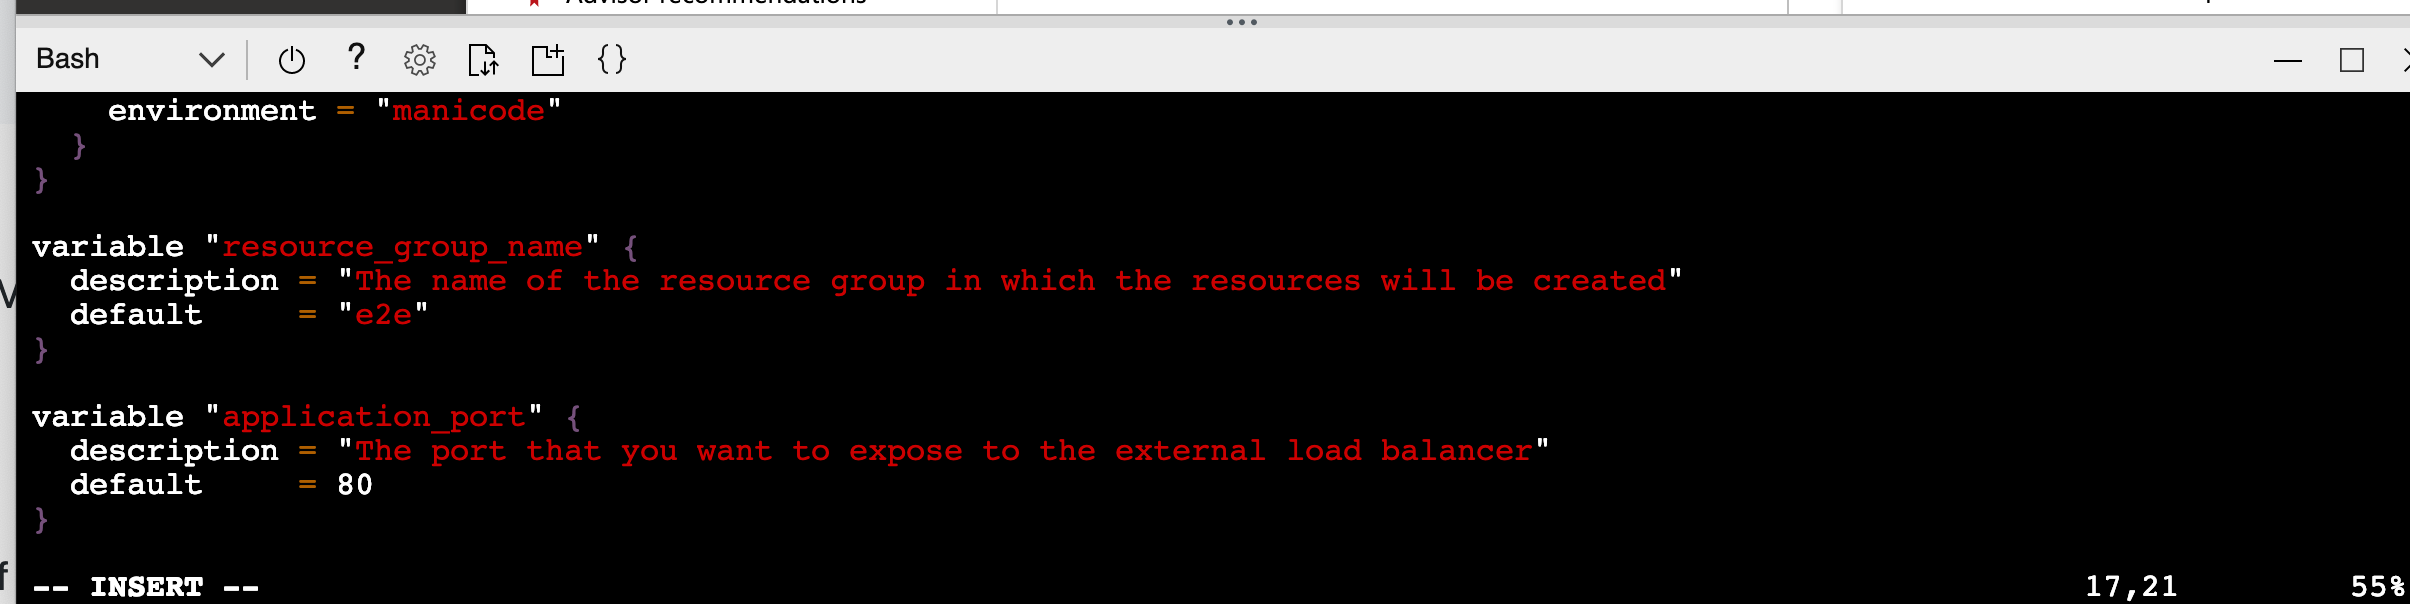 Advisor recommendations
Bash
environment = "manicode"
}
}
variable "resource_group_name" {
description = "The name of the resource group in which the resources will be created"
default = "e2e"
}
variable "application_port" {
description = "The port that you want to expose to the external load balancer"
default = 80
}
-- INSERT -- 17,21 55%